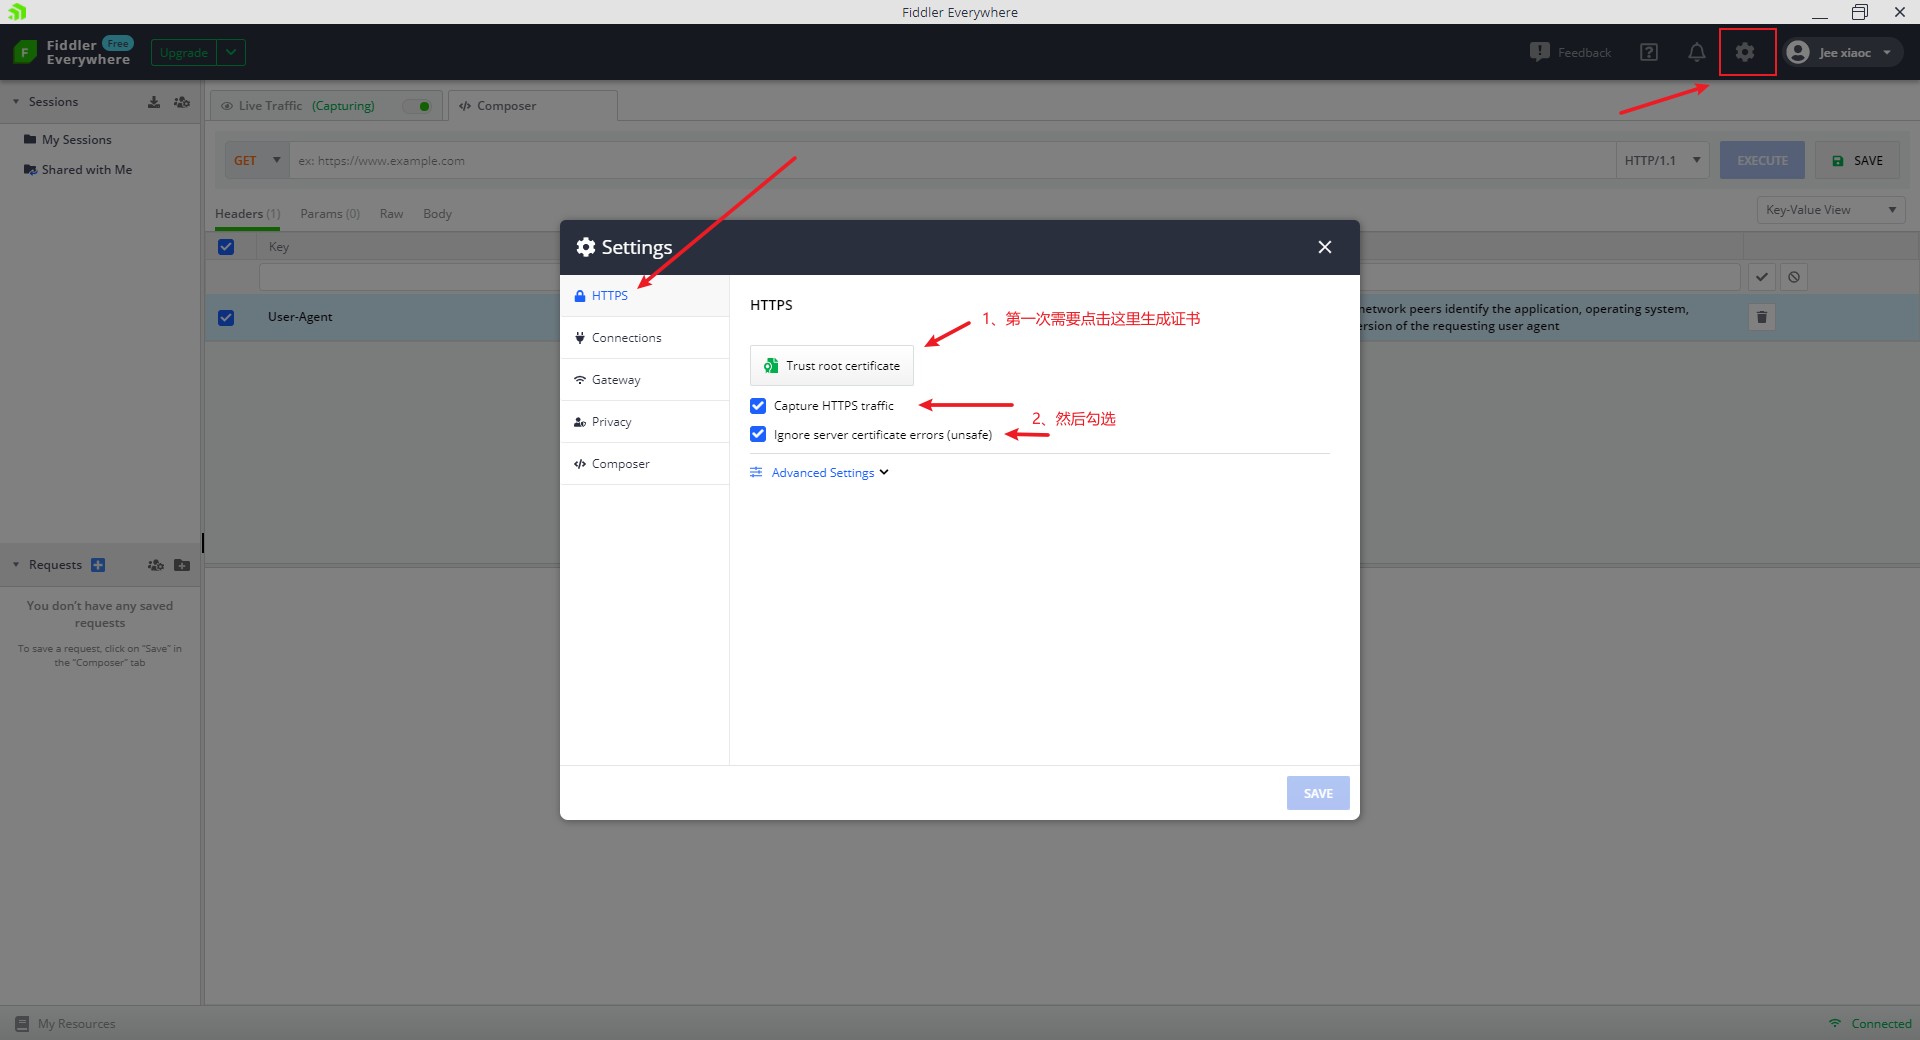 Fiddler Everywhere
Fiddler Free
Everywhere
Upgrade
Feedback
Jee xiaoc
Sessions
Live Traffic (Capturing)
Composer
My Sessions
Shared with Me
GET
ex: https://www.example.com
HTTP/1.1
EXECUTE
SAVE
Headers (1)
Params (0)
Raw
Body
Key-Value View
Key
User-Agent
network peers identify the application, operating system,
ersion of the requesting user agent
Settings
HTTPS
Connections
Gateway
Privacy
Composer
HTTPS
1、第一次需要点击这里生成证书
Trust root certificate
Capture HTTPS traffic
2、然后勾选
Ignore server certificate errors (unsafe)
Advanced Settings
SAVE
Requests
You don't have any saved
requests
To save a request, click on "Save" in
the "Composer" tab
My Resources
Connected